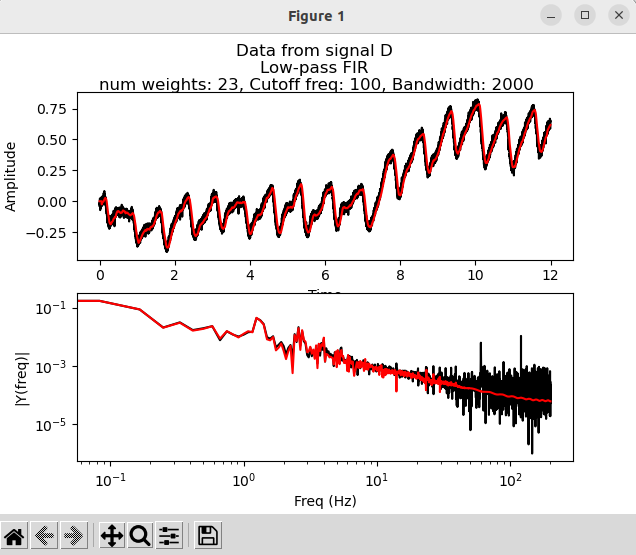 Figure 1
Data from signal D
Low-pass FIR
num weights: 23, Cutoff freq: 100, Bandwidth: 2000
Amplitude
0.75
0.50
0.25
0.00
−0.25
0 2 4 6 8 10 12
Time
|Y(freq)|
10⁻¹
10⁻³
10⁻⁵
10⁻¹ 10⁰ 10¹ 10²
Freq (Hz)